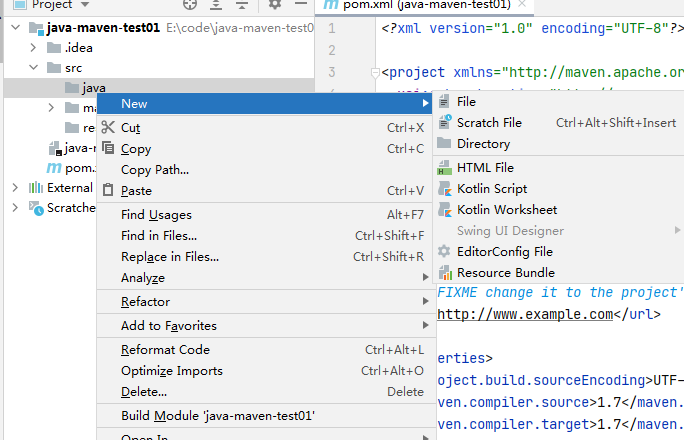 Project
pom.xml (java-maven-test01)
java-maven-test01 E:\code\java-maven-test0
.idea
src
java
ma
re
java-m
pom.
External
Scratche
1
2
3
<?xml version="1.0" encoding="UTF-8"?>
<project xmlns="http://maven.apache.or
New
Cut Ctrl+X
Copy Ctrl+C
Copy Path...
Paste Ctrl+V
Find Usages Alt+F7
Find in Files... Ctrl+Shift+F
Replace in Files... Ctrl+Shift+R
Analyze
Refactor
Add to Favorites
Reformat Code Ctrl+Alt+L
Optimize Imports Ctrl+Alt+O
Delete... Delete
Build Module 'java-maven-test01'
Open In
File
Scratch File Ctrl+Alt+Shift+Insert
Directory
HTML File
Kotlin Script
Kotlin Worksheet
Swing UI Designer
EditorConfig File
Resource Bundle
FIXME change it to the project'
http://www.example.com</url>
erties>
oject.build.sourceEncoding>UTF-
ven.compiler.source>1.7</maven.
ven.compiler.target>1.7</maven.